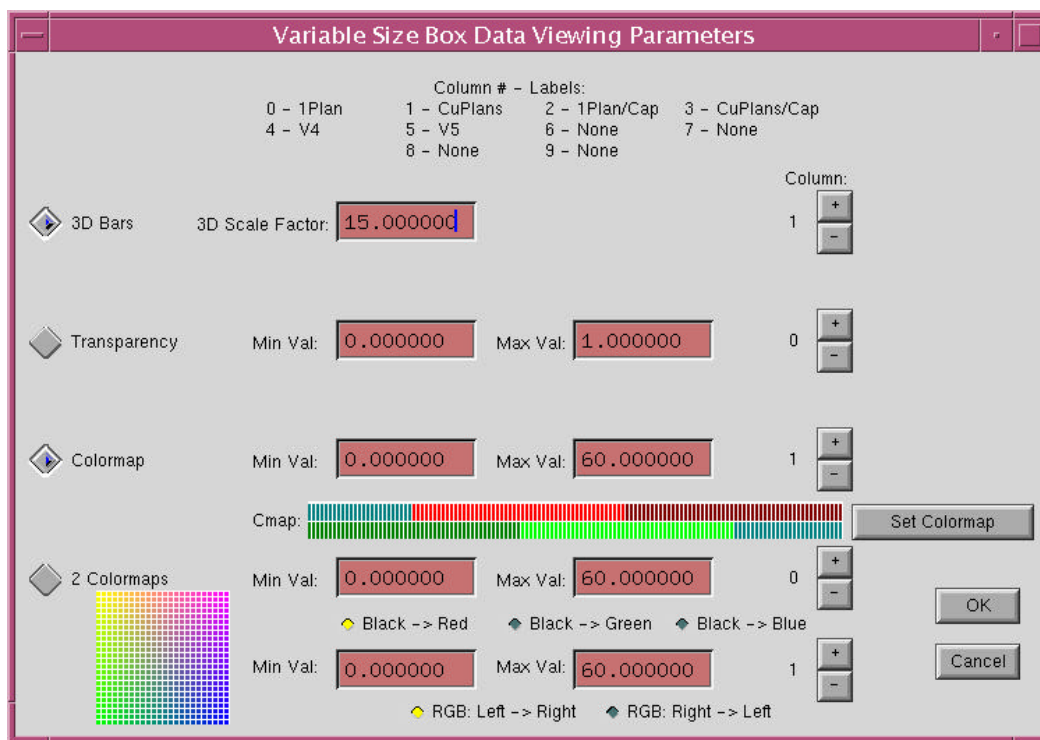 Variable Size Box Data Viewing Parameters
Column # - Labels:
0 - 1Plan 1 - CuPlans 2 - 1Plan/Cap 3 - CuPlans/Cap
4 - V4 5 - V5 6 - None 7 - None
8 - None 9 - None
Column:
3D Bars 3D Scale Factor: 15.000000 1 +
-
Transparency Min Val: 0.000000 Max Val: 1.000000 0 +
-
Colormap Min Val: 0.000000 Max Val: 60.000000 1 +
-
Cmap: Set Colormap
2 Colormaps Min Val: 0.000000 Max Val: 60.000000 0 +
-
OK
Black -> Red Black -> Green Black -> Blue
Min Val: 0.000000 Max Val: 60.000000 1 +
-
Cancel
RGB: Left -> Right RGB: Right -> Left